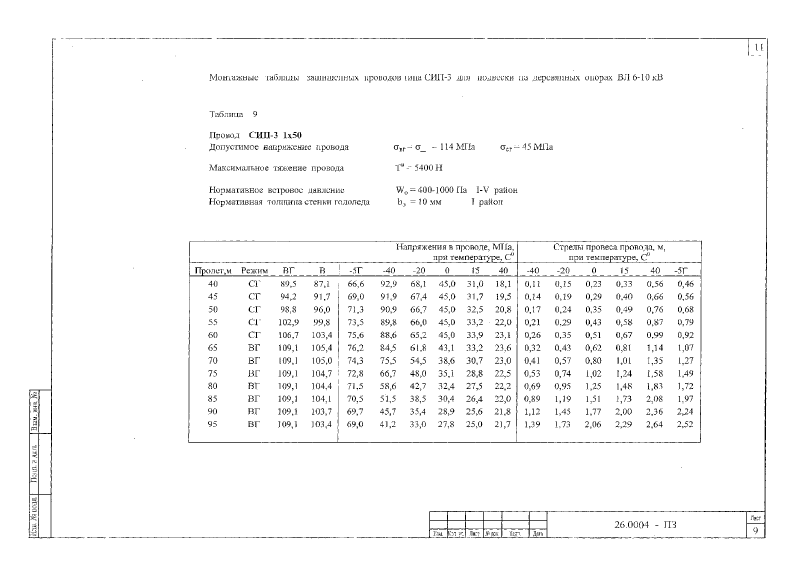 11
Монтажные таблицы защищенных проводов типа СИП-3 для подвески на деревянных опорах ВЛ 6-10 кВ
Таблица 9
Провод СИП-3 1х50
Допустимое напряжение провода σвг = σ_ = 114 МПа σсг = 45 МПа
Максимальное тяжение провода Tм = 5400 Н
Нормативное ветровое давление Wo = 400-1000 Па I-V район
Нормативная толщина стенки гололеда bэ = 10 мм I район
Напряжения в проводе, МПа, при температуре, С0 Стрелы провеса провода, м, при температуре, С0
Пролет,м Режим ВГ В -5Г -40 -20 0 15 40 -40 -20 0 15 40 -5Г
40 СГ 89,5 87,1 66,6 92,9 68,1 45,0 31,0 18,1 0,11 0,15 0,23 0,33 0,56 0,46
45 СГ 94,2 91,7 69,0 91,9 67,4 45,0 31,7 19,5 0,14 0,19 0,29 0,40 0,66 0,56
50 СГ 98,8 96,0 71,3 90,9 66,7 45,0 32,5 20,8 0,17 0,24 0,35 0,49 0,76 0,68
55 СГ 102,9 99,8 73,5 89,8 66,0 45,0 33,2 22,0 0,21 0,29 0,43 0,58 0,87 0,79
60 СГ 106,7 103,4 75,6 88,6 65,2 45,0 33,9 23,1 0,26 0,35 0,51 0,67 0,99 0,92
65 ВГ 109,1 105,4 76,2 84,5 61,8 43,1 33,2 23,6 0,32 0,43 0,62 0,81 1,14 1,07
70 ВГ 109,1 105,0 74,3 75,5 54,5 38,6 30,7 23,0 0,41 0,57 0,80 1,01 1,35 1,27
75 ВГ 109,1 104,7 72,8 66,7 48,0 35,1 28,8 22,5 0,53 0,74 1,02 1,24 1,58 1,49
80 ВГ 109,1 104,4 71,5 58,6 42,7 32,4 27,5 22,2 0,69 0,95 1,25 1,48 1,83 1,72
85 ВГ 109,1 104,1 70,5 51,5 38,5 30,4 26,4 22,0 0,89 1,19 1,51 1,73 2,08 1,97
90 ВГ 109,1 103,7 69,7 45,7 35,4 28,9 25,6 21,8 1,12 1,45 1,77 2,00 2,36 2,24
95 ВГ 109,1 103,4 69,0 41,2 33,0 27,8 25,0 21,7 1,39 1,73 2,06 2,29 2,64 2,52
Взам. инв. №
Подп. и дата
Инв. № подл.
Изм. Кол.уч. Лист № док. Подп. Дата
26.0004 - ПЗ
Лист
9